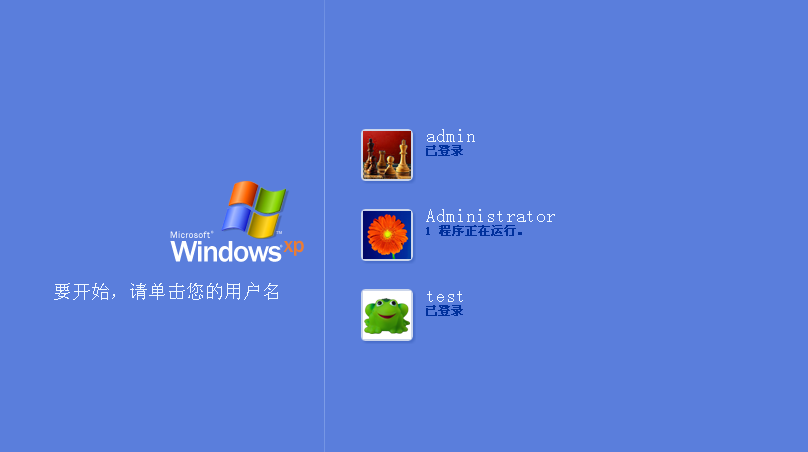 Microsoft®
Windows xp™
要开始，请单击您的用户名
admin
已登录
Administrator
1 程序正在运行。
test
已登录